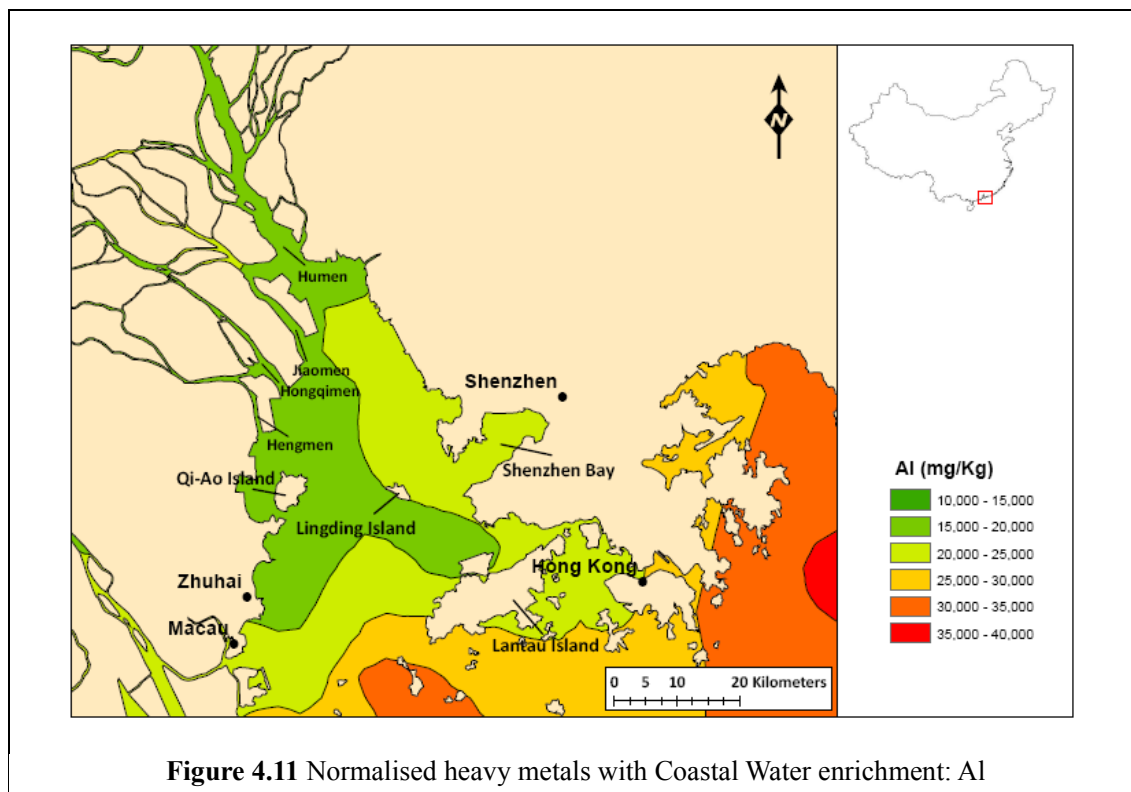 N
Humen
Jiaomen
Hongqimen
Shenzhen
Hengmen
Shenzhen Bay
Qi-Ao Island
Lingding Island
Hong Kong
Zhuhai
Macau
Lantau Island
0 5 10 20 Kilometers
Al (mg/Kg)
10,000 - 15,000
15,000 - 20,000
20,000 - 25,000
25,000 - 30,000
30,000 - 35,000
35,000 - 40,000
Figure 4.11 Normalised heavy metals with Coastal Water enrichment: Al